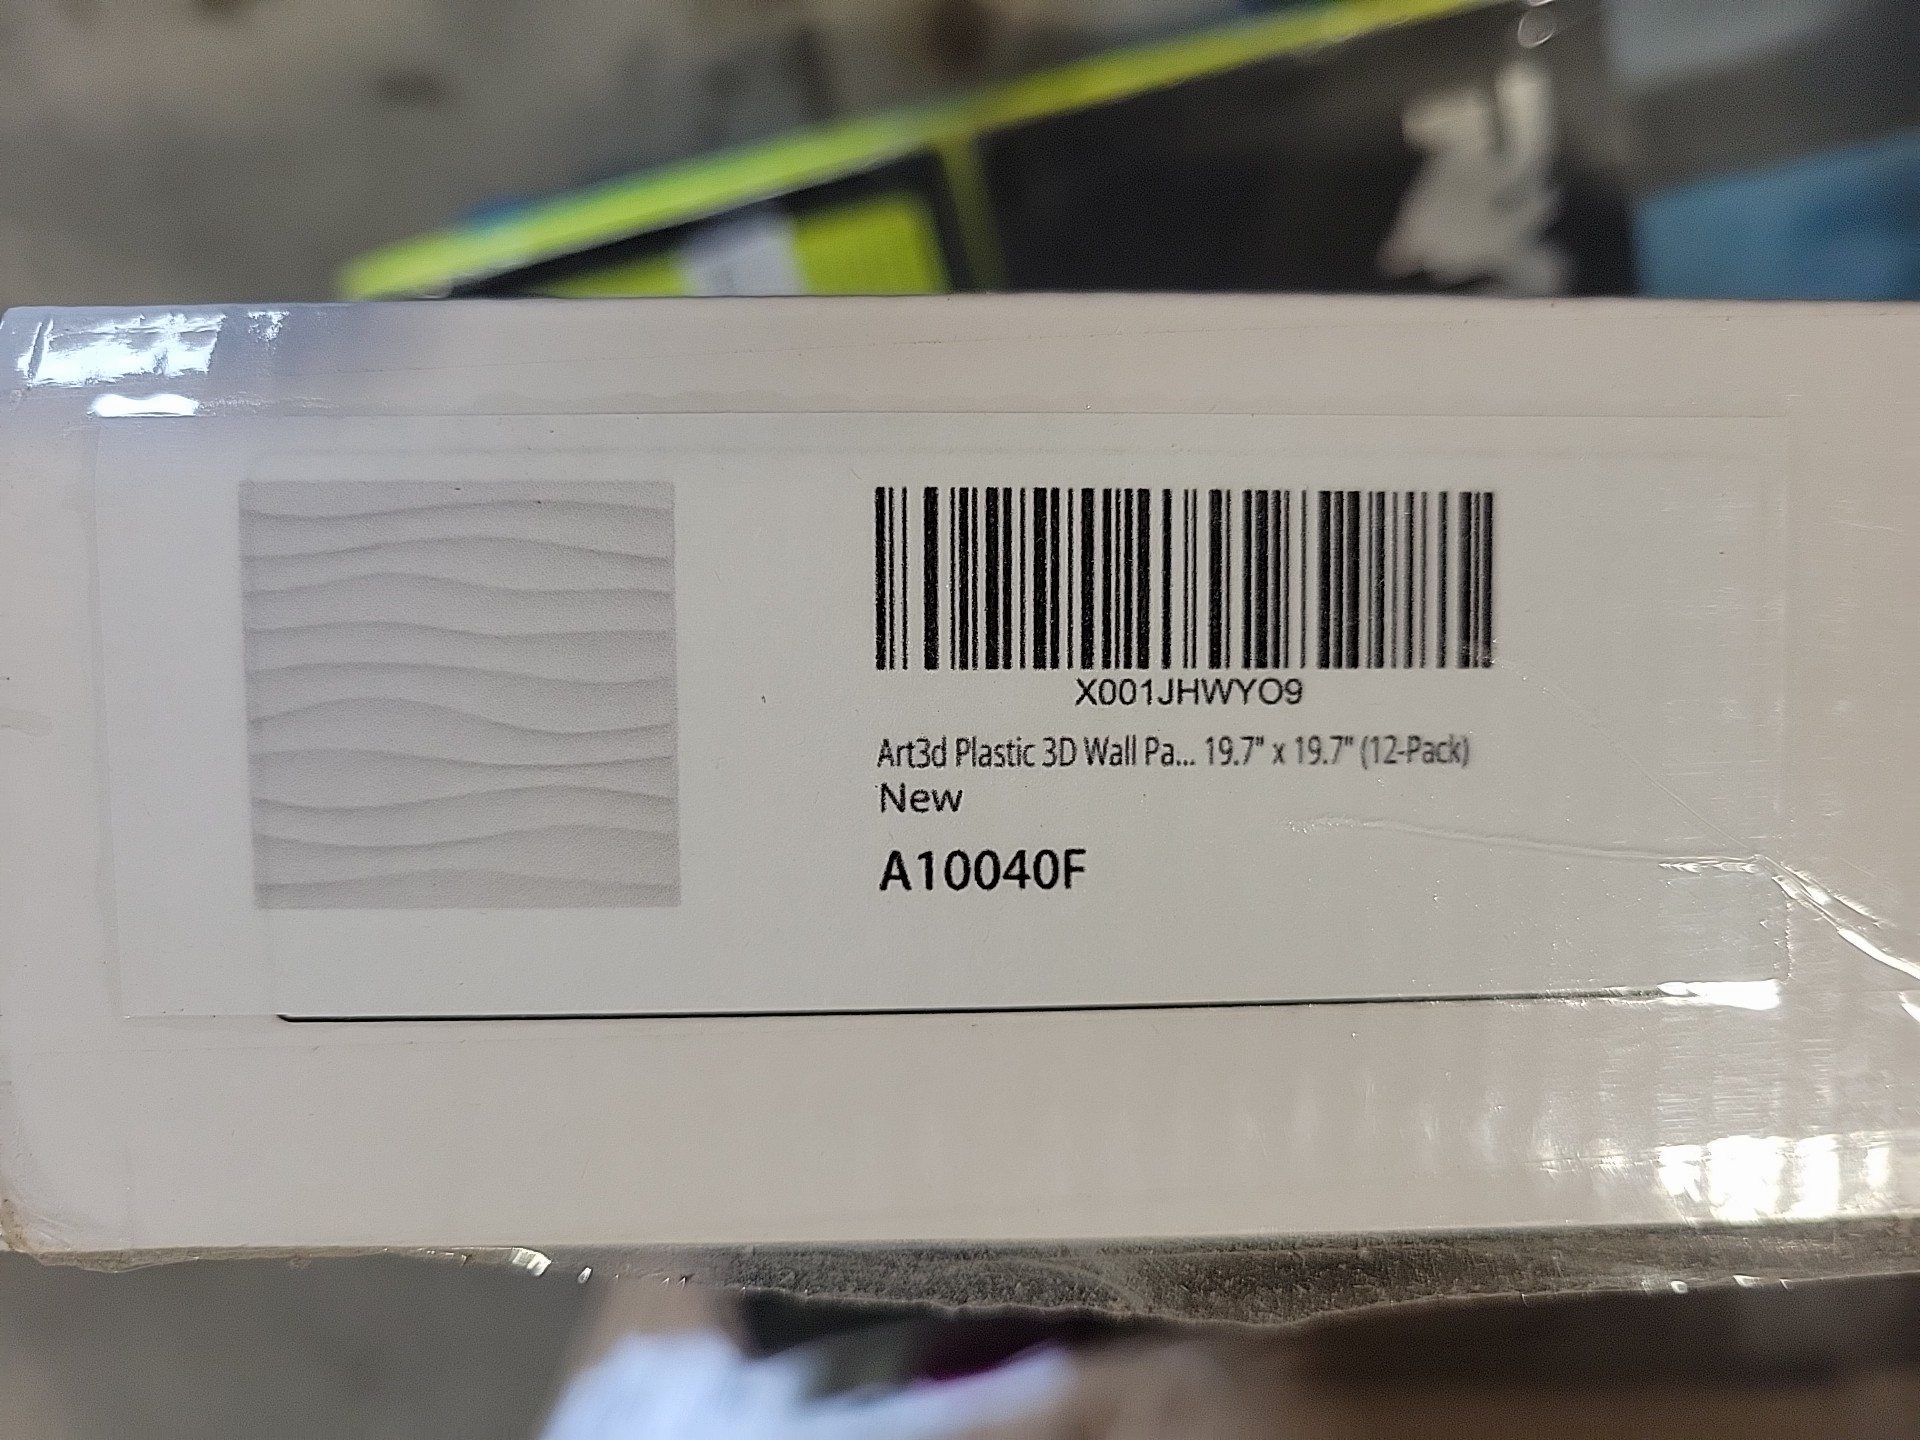 X001JHWYO9
Art3d Plastic 3D Wall Pa... 19.7" x 19.7" (12-Pack)
New
A10040F